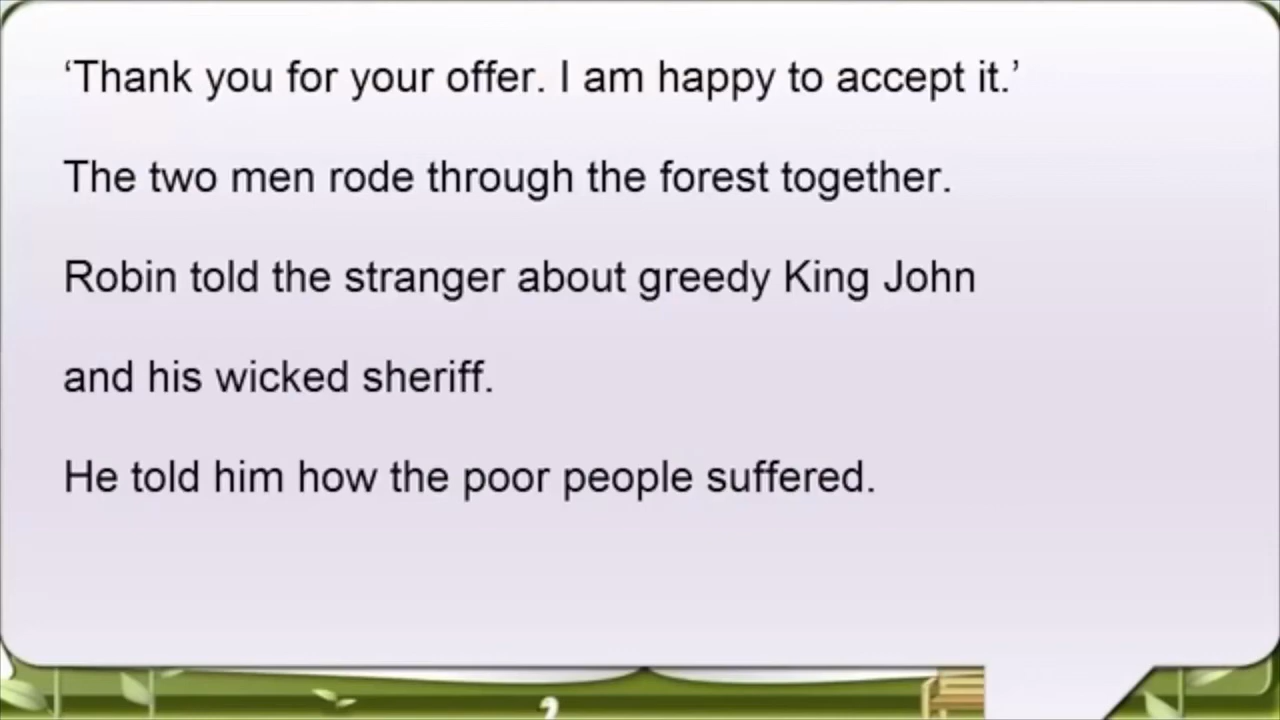 ‘Thank you for your offer. I am happy to accept it.’
The two men rode through the forest together.
Robin told the stranger about greedy King John
and his wicked sheriff.
He told him how the poor people suffered.